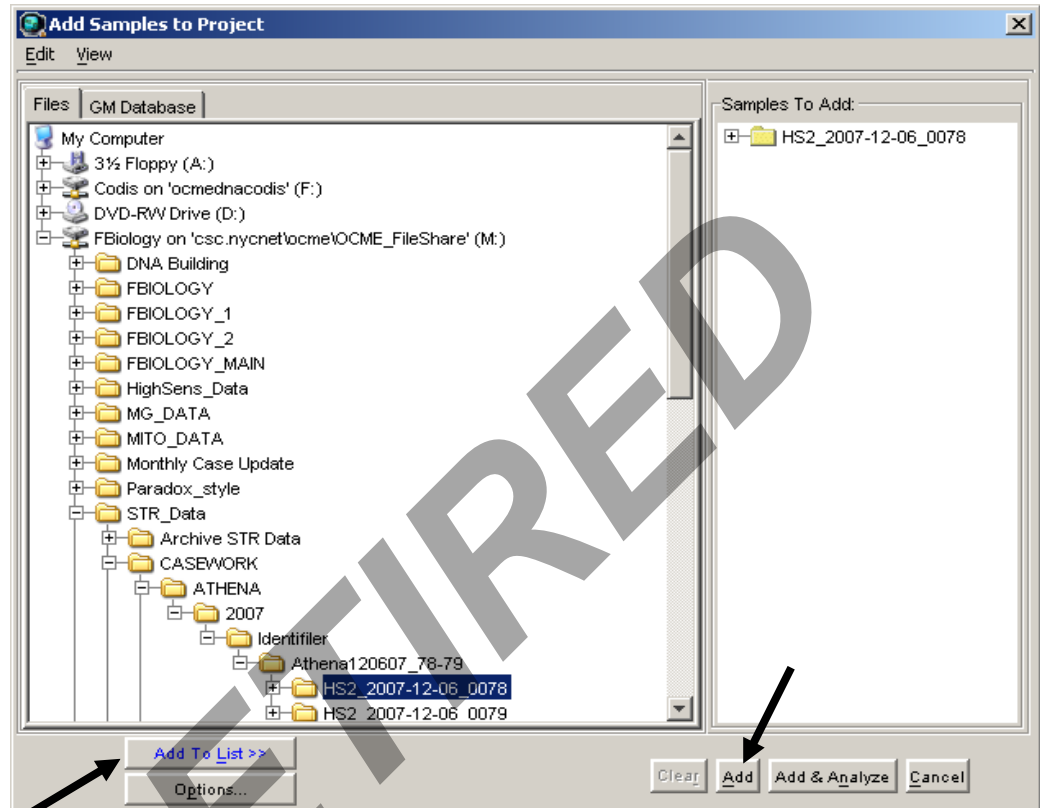 Add Samples to Project
Edit View
Files GM Database
My Computer
3½ Floppy (A:)
Codis on 'ocmednacodis' (F:)
DVD-RW Drive (D:)
FBiology on 'csc.nycnet\ocme\OCME_FileShare' (M:)
DNA Building
FBIOLOGY
FBIOLOGY_1
FBIOLOGY_2
FBIOLOGY_MAIN
HighSens_Data
MG_DATA
MITO_DATA
Monthly Case Update
Paradox_style
STR_Data
Archive STR Data
CASEWORK
ATHENA
2007
Identifiler
Athena120607_78-79
HS2_2007-12-06_0078
HS2_2007-12-06_0079
Samples To Add:
HS2_2007-12-06_0078
Add To List >>
Options...
Clear Add Add & Analyze Cancel
ETIRED